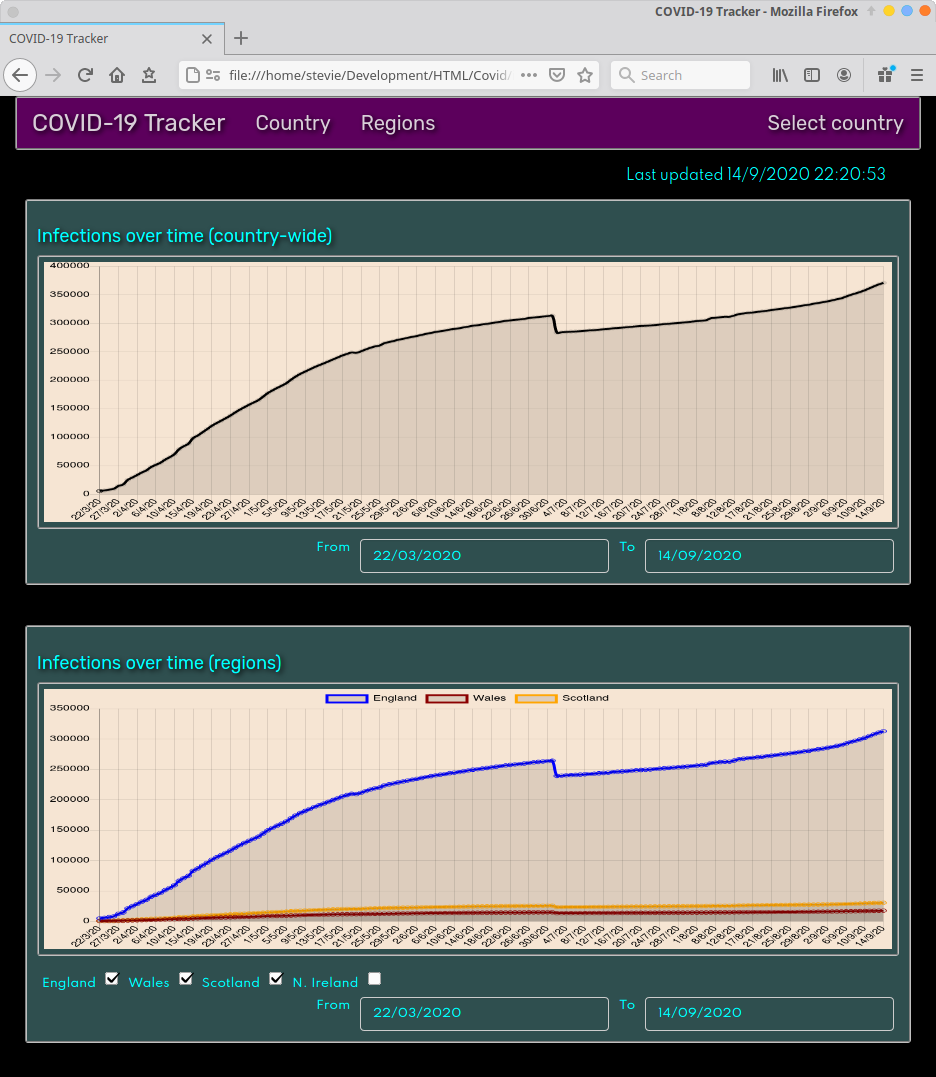 COVID-19 Tracker - Mozilla Firefox
COVID-19 Tracker
file:///home/stevie/Development/HTML/Covid/
Search
COVID-19 Tracker Country Regions Select country
Last updated 14/9/2020 22:20:53
Infections over time (country-wide)
400000
350000
300000
250000
200000
150000
100000
50000
0
22/3/20 27/3/20 2/4/20 6/4/20 10/4/20 15/4/20 19/4/20 23/4/20 27/4/20 1/5/20 5/5/20 9/5/20 13/5/20 17/5/20 21/5/20 25/5/20 29/5/20 2/6/20 6/6/20 10/6/20 14/6/20 18/6/20 22/6/20 26/6/20 30/6/20 4/7/20 8/7/20 12/7/20 16/7/20 20/7/20 24/7/20 28/7/20 1/8/20 8/8/20 12/8/20 17/8/20 21/8/20 25/8/20 29/8/20 2/9/20 6/9/20 10/9/20 14/9/20
From 22/03/2020 To 14/09/2020
Infections over time (regions)
England Wales Scotland
350000
300000
250000
200000
150000
100000
50000
0
22/3/20 27/3/20 2/4/20 6/4/20 10/4/20 15/4/20 19/4/20 23/4/20 27/4/20 1/5/20 5/5/20 9/5/20 13/5/20 17/5/20 21/5/20 25/5/20 29/5/20 2/6/20 6/6/20 10/6/20 14/6/20 18/6/20 22/6/20 26/6/20 30/6/20 4/7/20 8/7/20 12/7/20 16/7/20 20/7/20 24/7/20 28/7/20 1/8/20 8/8/20 12/8/20 17/8/20 21/8/20 25/8/20 29/8/20 2/9/20 6/9/20 10/9/20 14/9/20
England Wales Scotland N. Ireland
From 22/03/2020 To 14/09/2020